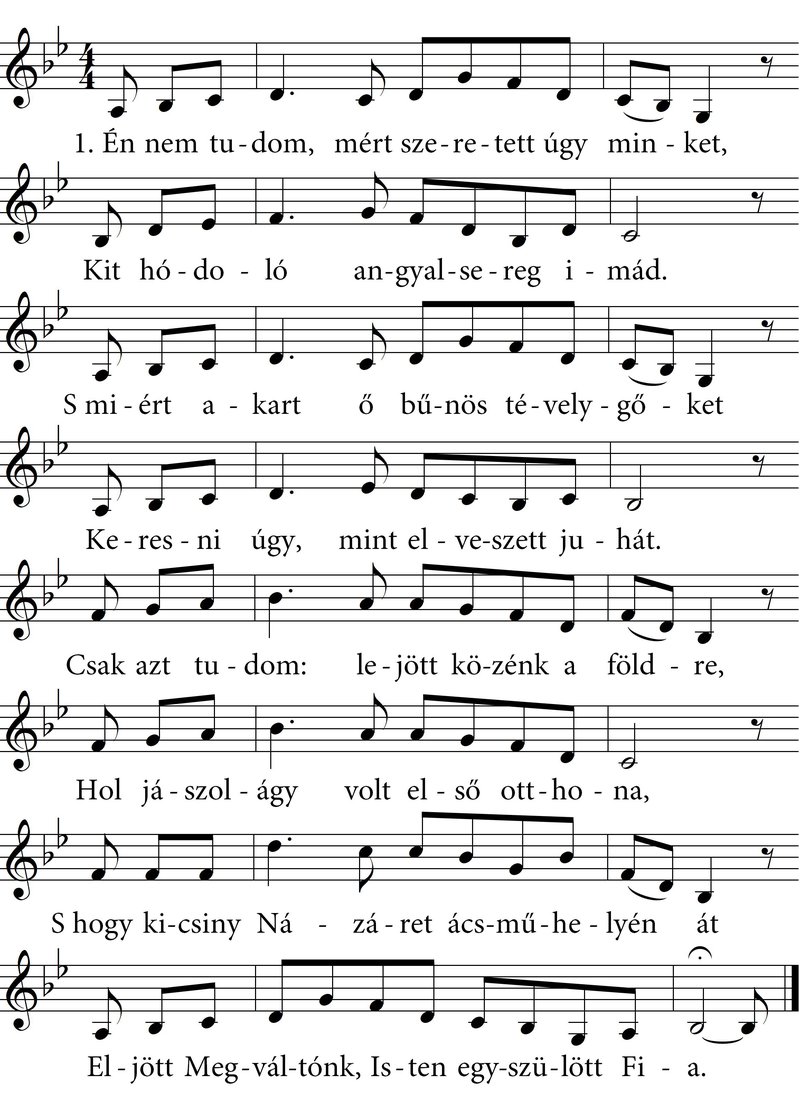 1. Én nem tu-dom, mért sze-re-tett úgy min-ket,
Kit hó-do-ló an-gyal-se-reg i-mád.
S mi-ért a-kart ő bű-nös té-vely-gő-ket
Ke-res-ni úgy, mint el-ve-szett ju-hát.
Csak azt tu-dom: le-jött kö-zénk a föld-re,
Hol já-szol-ágy volt el-ső ott-ho-na,
S hogy ki-csiny Ná-zá-ret ács-mű-he-lyén át
El-jött Meg-vál-tónk, Is-ten egy-szü-lött Fi-a.